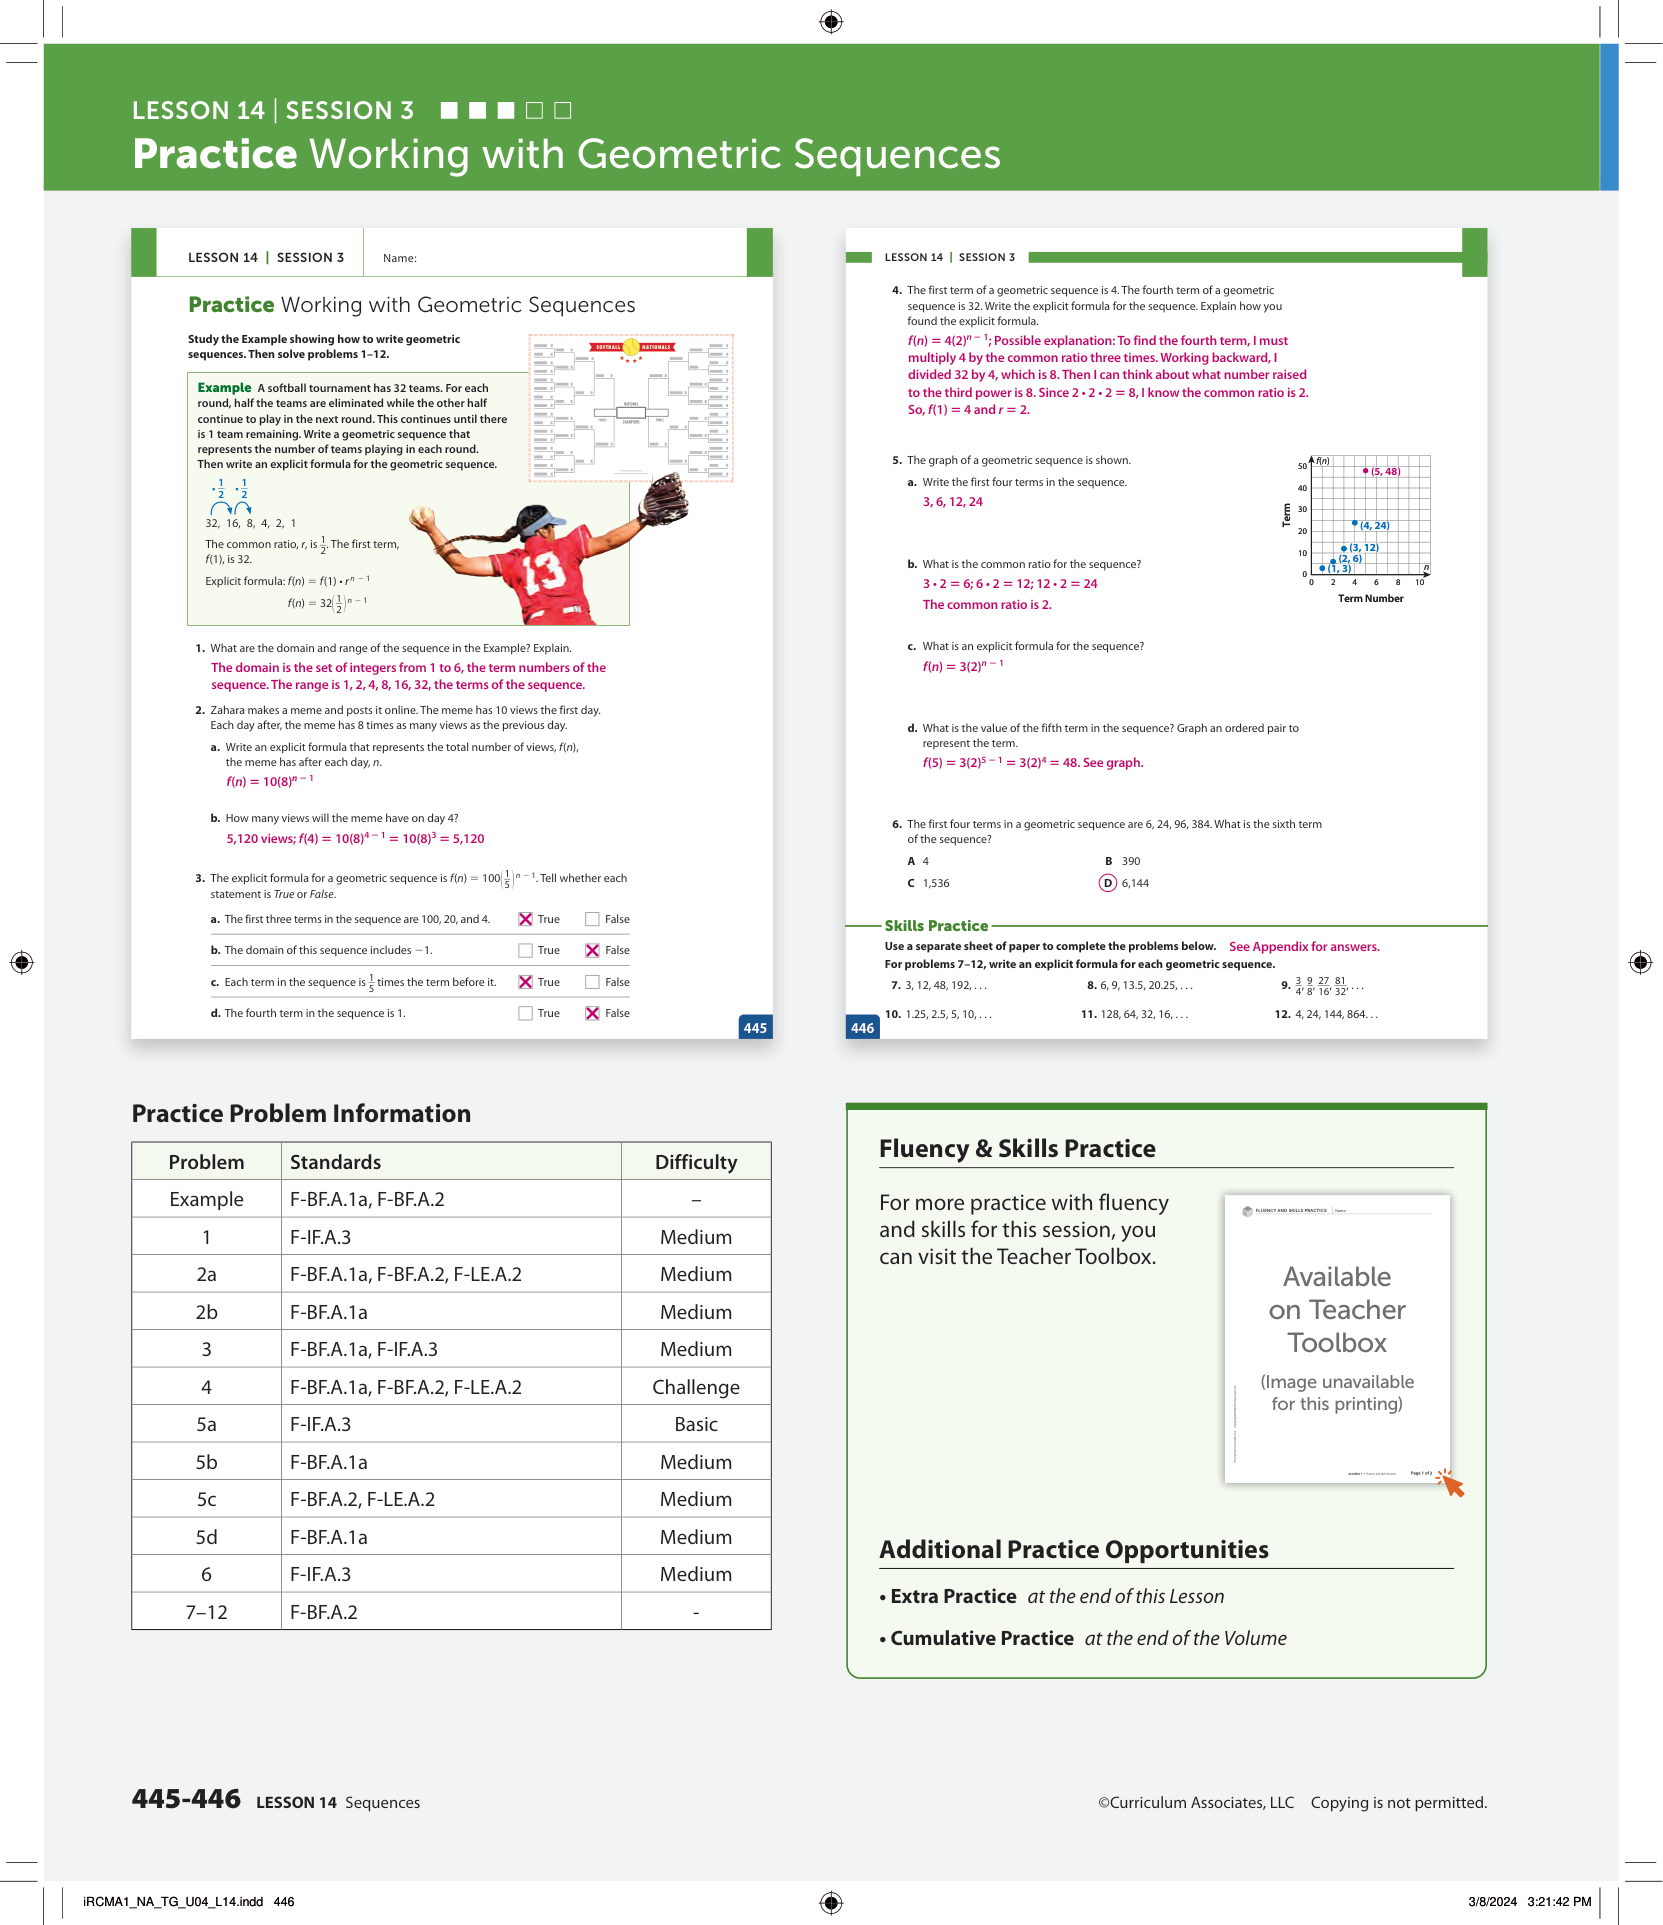 LESSON 14 | SESSION 3
Practice Working with Geometric Sequences
LESSON 14 | SESSION 3
Name:
Practice Working with Geometric Sequences
Study the Example showing how to write geometric
sequences. Then solve problems 1–12.
SOFTBALL NATIONALS
Example A softball tournament has 32 teams. For each
round, half the teams are eliminated while the other half
continue to play in the next round. This continues until there
is 1 team remaining. Write a geometric sequence that
represents the number of teams playing in each round.
Then write an explicit formula for the geometric sequence.
• 1/2 • 1/2
32, 16, 8, 4, 2, 1
The common ratio, r, is 1/2. The first term,
f(1), is 32.
Explicit formula: f(n) = f(1) • r^(n − 1)
f(n) = 32(1/2)^(n − 1)
13
1. What are the domain and range of the sequence in the Example? Explain.
The domain is the set of integers from 1 to 6, the term numbers of the
sequence. The range is 1, 2, 4, 8, 16, 32, the terms of the sequence.
2. Zahara makes a meme and posts it online. The meme has 10 views the first day.
Each day after, the meme has 8 times as many views as the previous day.
a. Write an explicit formula that represents the total number of views, f(n),
the meme has after each day, n.
f(n) = 10(8)^(n − 1)
b. How many views will the meme have on day 4?
5,120 views; f(4) = 10(8)^(4 − 1) = 10(8)^3 = 5,120
3. The explicit formula for a geometric sequence is f(n) = 100(1/5)^(n − 1). Tell whether each
statement is True or False.
a. The first three terms in the sequence are 100, 20, and 4. True False
b. The domain of this sequence includes −1. True False
c. Each term in the sequence is 1/5 times the term before it. True False
d. The fourth term in the sequence is 1. True False
445
LESSON 14 | SESSION 3
4. The first term of a geometric sequence is 4. The fourth term of a geometric
sequence is 32. Write the explicit formula for the sequence. Explain how you
found the explicit formula.
f(n) = 4(2)^(n − 1); Possible explanation: To find the fourth term, I must
multiply 4 by the common ratio three times. Working backward, I
divided 32 by 4, which is 8. Then I can think about what number raised
to the third power is 8. Since 2 • 2 • 2 = 8, I know the common ratio is 2.
So, f(1) = 4 and r = 2.
5. The graph of a geometric sequence is shown.
a. Write the first four terms in the sequence.
3, 6, 12, 24
b. What is the common ratio for the sequence?
3 • 2 = 6; 6 • 2 = 12; 12 • 2 = 24
The common ratio is 2.
c. What is an explicit formula for the sequence?
f(n) = 3(2)^(n − 1)
d. What is the value of the fifth term in the sequence? Graph an ordered pair to
represent the term.
f(5) = 3(2)^(5 − 1) = 3(2)^4 = 48. See graph.
f(n)
50
40
30
20
10
0
Term
(5, 48)
(4, 24)
(3, 12)
(2, 6)
(1, 3)
n
0 2 4 6 8 10
Term Number
6. The first four terms in a geometric sequence are 6, 24, 96, 384. What is the sixth term
of the sequence?
A 4 B 390
C 1,536 D 6,144
Skills Practice
Use a separate sheet of paper to complete the problems below. See Appendix for answers.
For problems 7–12, write an explicit formula for each geometric sequence.
7. 3, 12, 48, 192, . . . 8. 6, 9, 13.5, 20.25, . . . 9. 3/4, 9/8, 27/16, 81/32, . . .
10. 1.25, 2.5, 5, 10, . . . 11. 128, 64, 32, 16, . . . 12. 4, 24, 144, 864. . .
446
Practice Problem Information
Problem Standards Difficulty
Example F-BF.A.1a, F-BF.A.2 –
1 F-IF.A.3 Medium
2a F-BF.A.1a, F-BF.A.2, F-LE.A.2 Medium
2b F-BF.A.1a Medium
3 F-BF.A.1a, F-IF.A.3 Medium
4 F-BF.A.1a, F-BF.A.2, F-LE.A.2 Challenge
5a F-IF.A.3 Basic
5b F-BF.A.1a Medium
5c F-BF.A.2, F-LE.A.2 Medium
5d F-BF.A.1a Medium
6 F-IF.A.3 Medium
7–12 F-BF.A.2 -
Fluency & Skills Practice
For more practice with fluency
and skills for this session, you
can visit the Teacher Toolbox.
FLUENCY AND SKILLS PRACTICE Name:
Available
on Teacher
Toolbox
(Image unavailable
for this printing)
Page 1 of 2
Additional Practice Opportunities
• Extra Practice at the end of this Lesson
• Cumulative Practice at the end of the Volume
445-446 LESSON 14 Sequences
©Curriculum Associates, LLC Copying is not permitted.
iRCMA1_NA_TG_U04_L14.indd 446
3/8/2024 3:21:42 PM